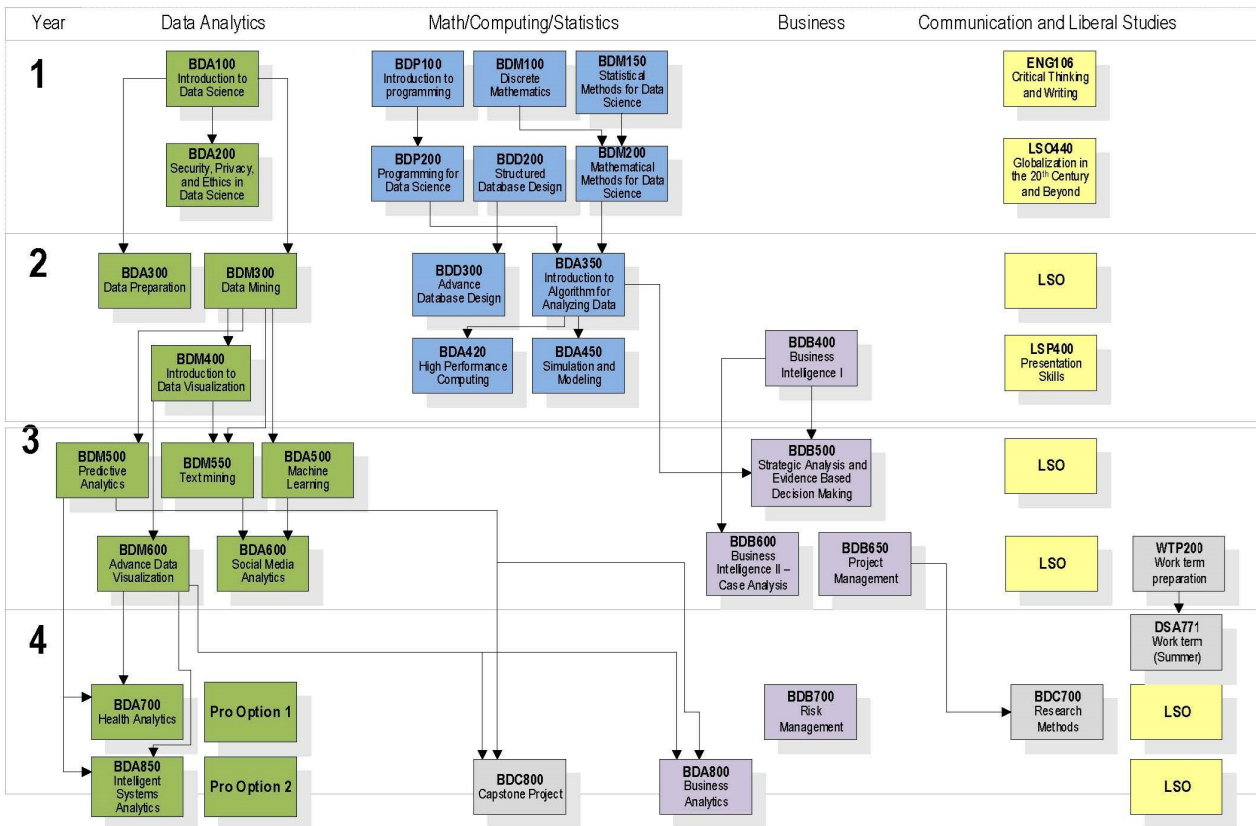 Year
Data Analytics
Math/Computing/Statistics
Business
Communication and Liberal Studies
1
BDA100
Introduction to
Data Science
BDP100
Introduction to
programming
BDM100
Discrete
Mathematics
BDM150
Statistical
Methods for Data
Science
ENG106
Critical Thinking
and Writing
BDA200
Security, Privacy,
and Ethics in
Data Science
BDP200
Programming for
Data Science
BDD200
Structured
Database Design
BDM200
Mathematical
Methods for Data
Science
LSO440
Globalization in
the 20th Century
and Beyond
2
BDA300
Data Preparation
BDM300
Data Mining
BDD300
Advance
Database Design
BDA350
Introduction to
Algorithm for
Analyzing Data
LSO
BDM400
Introduction to
Data Visualization
BDA420
High Performance
Computing
BDA450
Simulation and
Modeling
BDB400
Business
Intelligence I
LSP400
Presentation
Skills
3
BDM500
Predictive
Analytics
BDM550
Text mining
BDA500
Machine
Learning
BDB500
Strategic Analysis and
Evidence Based
Decision Making
LSO
BDM600
Advance Data
Visualization
BDA600
Social Media
Analytics
BDB600
Business
Intelligence II –
Case Analysis
BDB650
Project
Management
LSO
WTP200
Work term
preparation
4
DSA771
Work term
(Summer)
BDA700
Health Analytics
Pro Option 1
BDB700
Risk
Management
BDC700
Research
Methods
LSO
BDA850
Intelligent
Systems
Analytics
Pro Option 2
BDC800
Capstone Project
BDA800
Business
Analytics
LSO